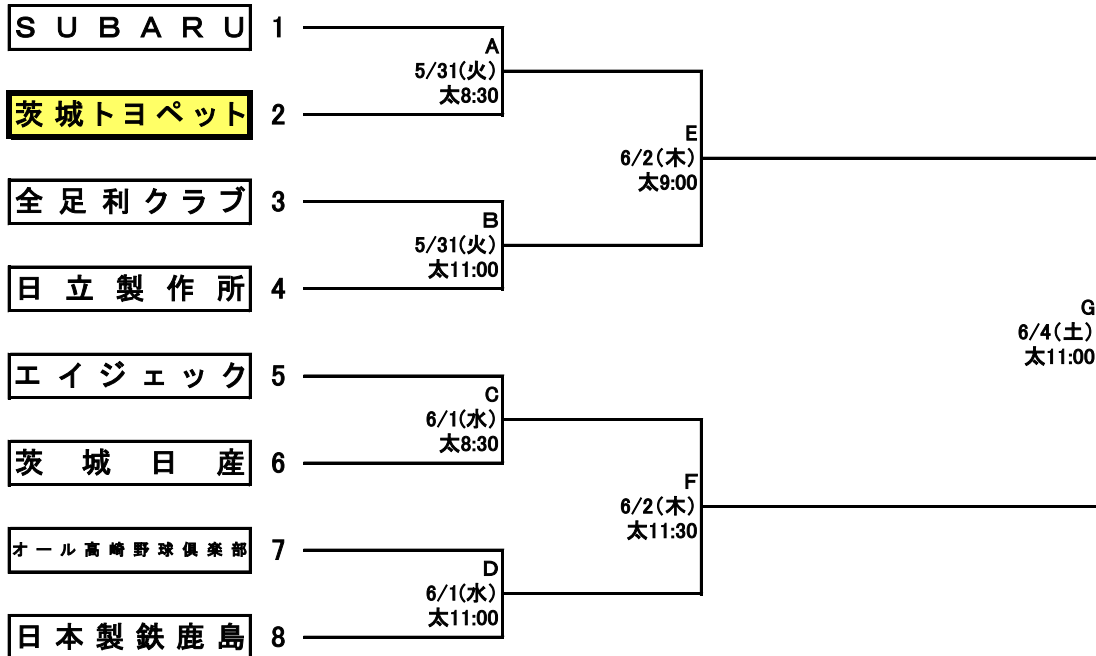 SUBARU 1
A
5/31(火)
太8:30
茨城トヨペット 2
E
6/2(木)
太9:00
全足利クラブ 3
B
5/31(火)
太11:00
日立製作所 4
G
6/4(土)
太11:00
エイジェック 5
C
6/1(水)
太8:30
茨城日産 6
F
6/2(木)
太11:30
オール高崎野球倶楽部 7
D
6/1(水)
太11:00
日本製鉄鹿島 8